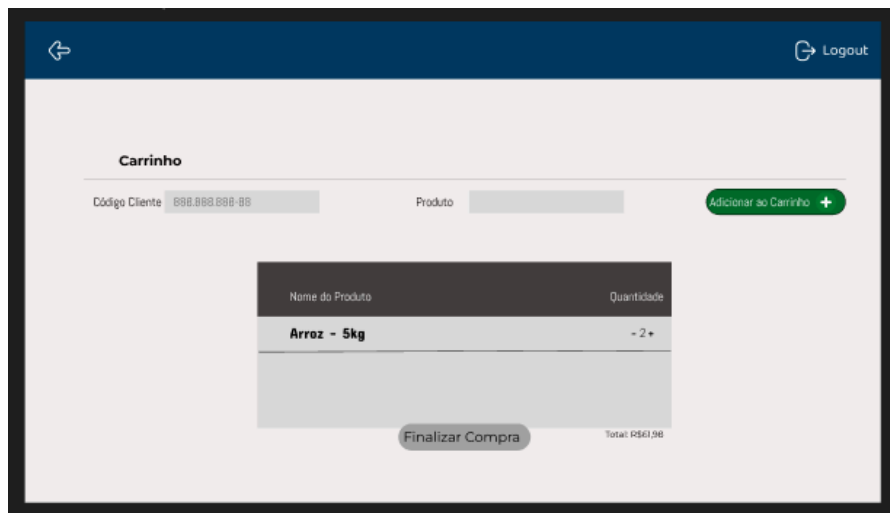 Logout
Carrinho
Código Cliente 888.888.888-88 Produto Adicionar ao Carrinho +
Nome do Produto Quantidade
Arroz - 5kg - 2 +
Finalizar Compra Total: R$61,98